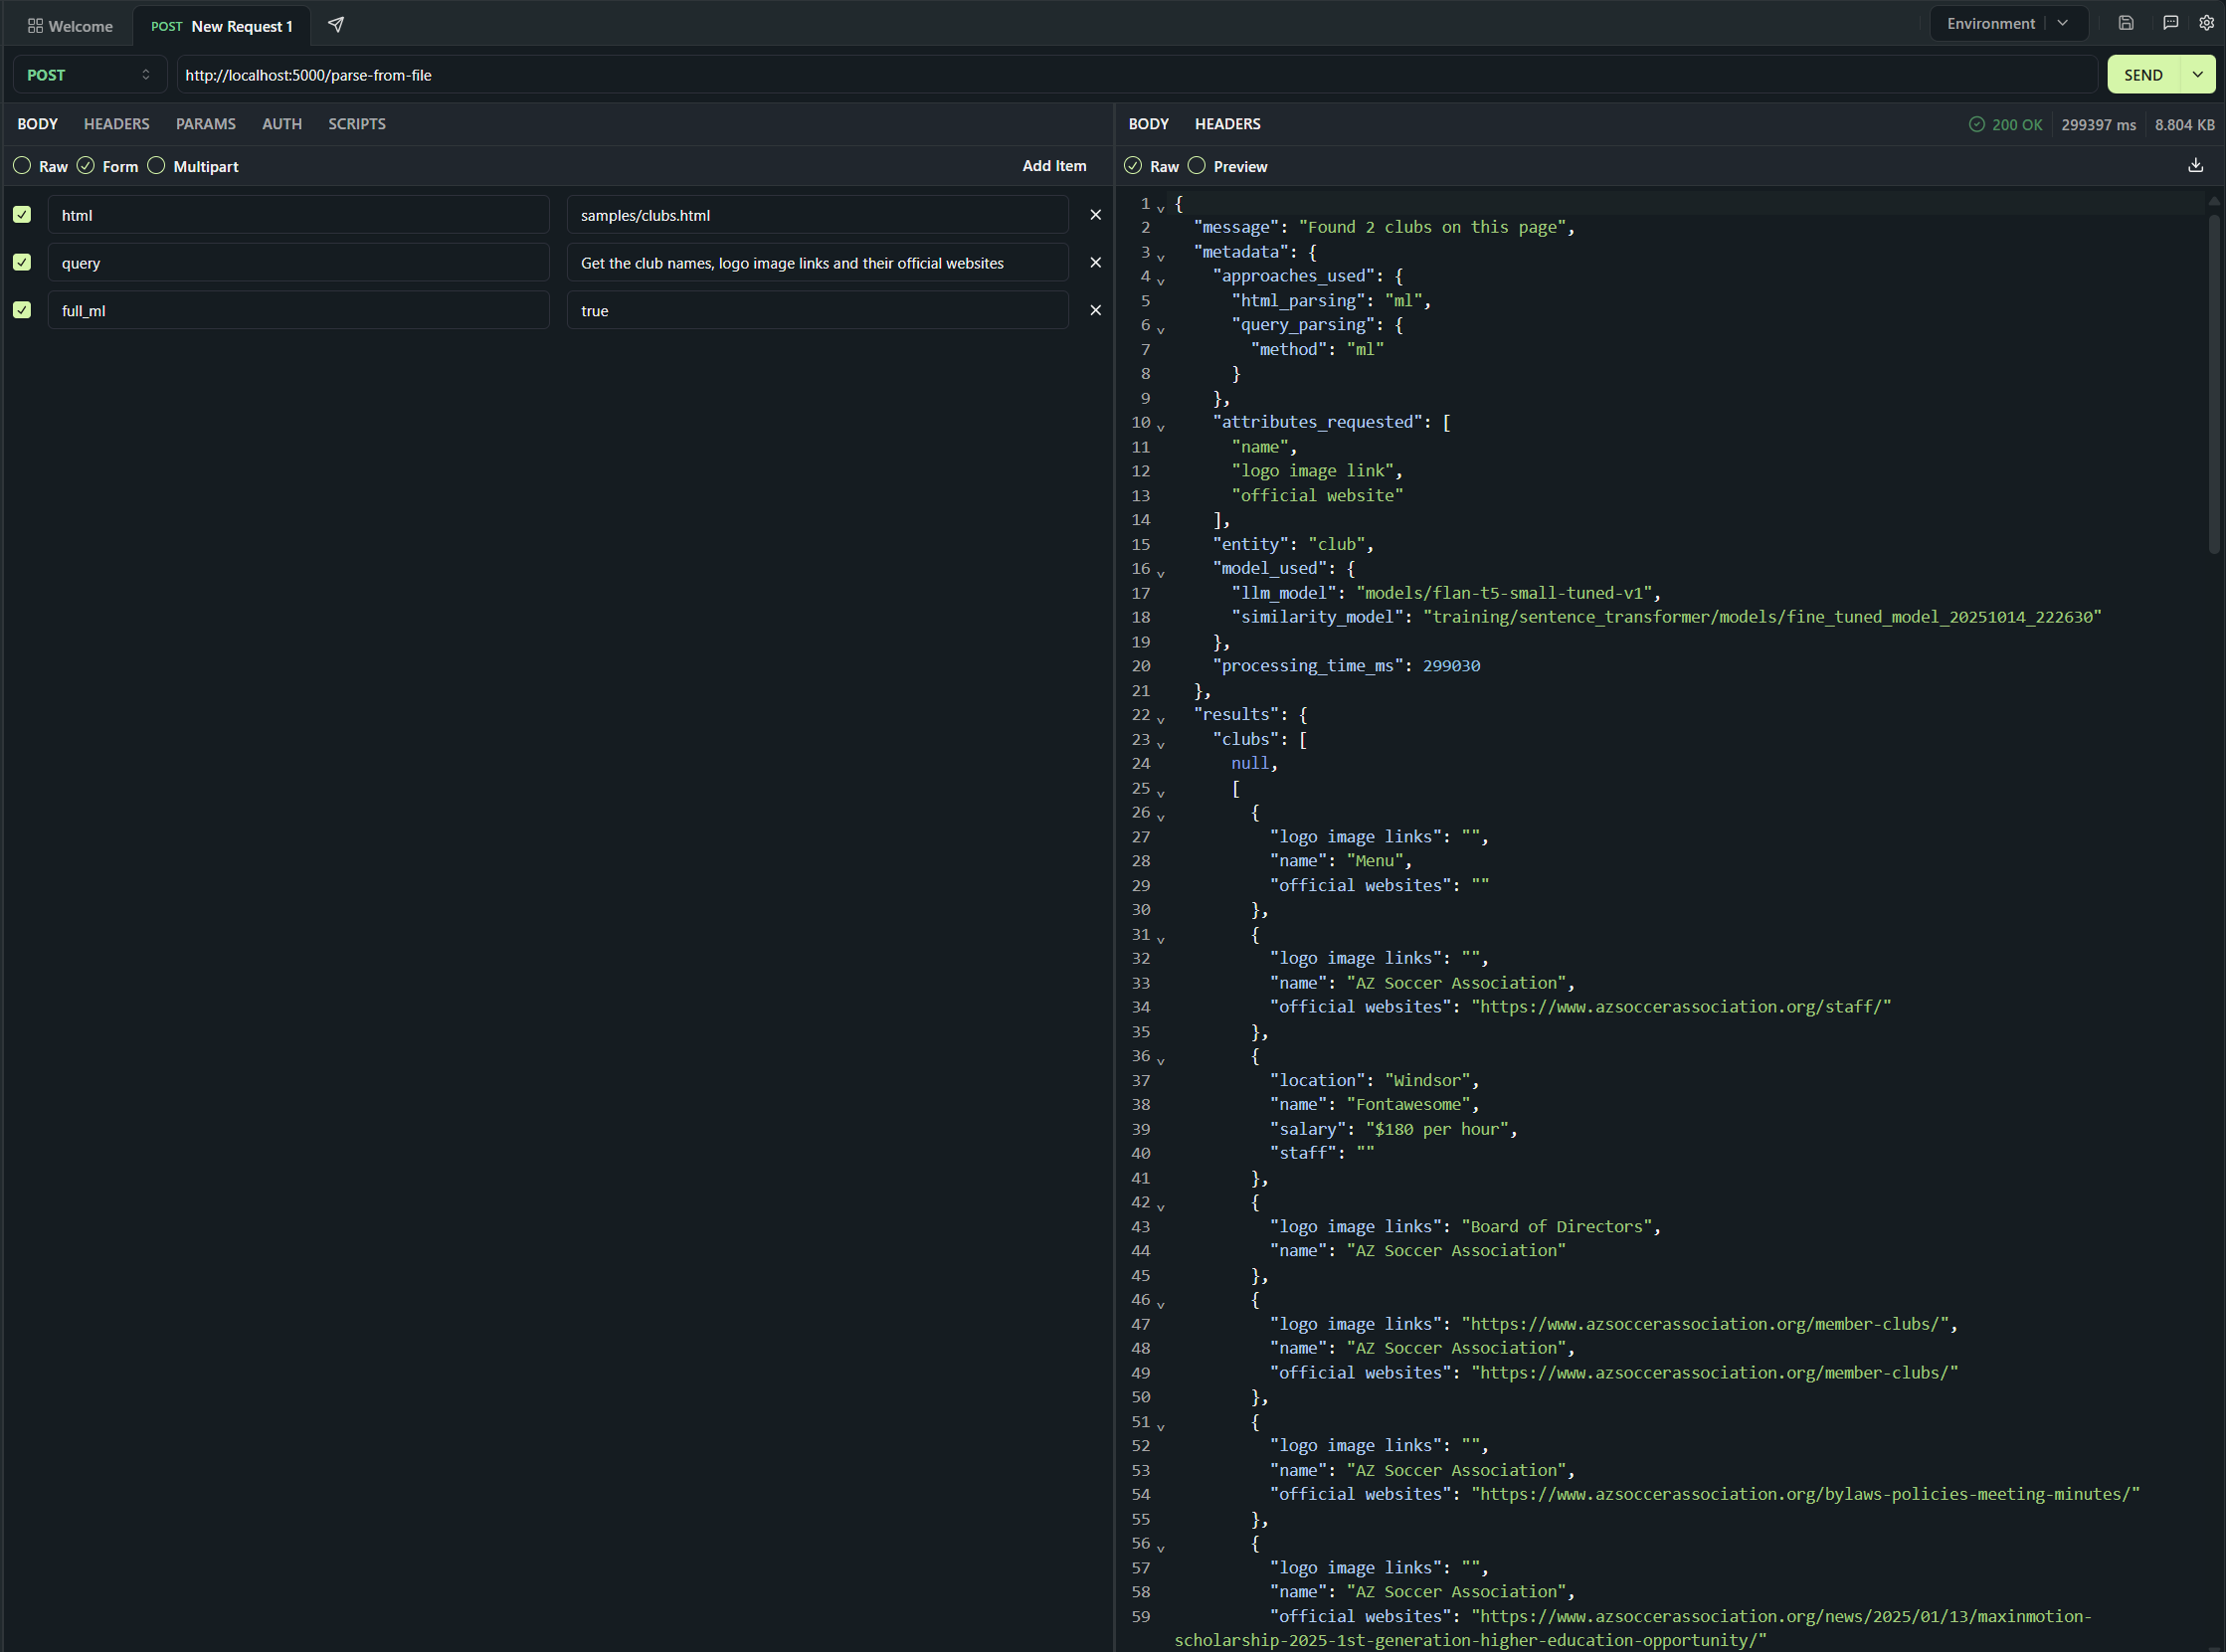 Welcome
POST New Request 1
Environment
POST
http://localhost:5000/parse-from-file
SEND
BODY HEADERS PARAMS AUTH SCRIPTS
Raw Form Multipart
Add Item
html
samples/clubs.html
query
Get the club names, logo image links and their official websites
full_ml
true
BODY HEADERS
200 OK 299397 ms 8.804 KB
Raw Preview
1 {
2 "message": "Found 2 clubs on this page",
3 "metadata": {
4 "approaches_used": {
5 "html_parsing": "ml",
6 "query_parsing": {
7 "method": "ml"
8 }
9 },
10 "attributes_requested": [
11 "name",
12 "logo image link",
13 "official website"
14 ],
15 "entity": "club",
16 "model_used": {
17 "llm_model": "models/flan-t5-small-tuned-v1",
18 "similarity_model": "training/sentence_transformer/models/fine_tuned_model_20251014_222630"
19 },
20 "processing_time_ms": 299030
21 },
22 "results": {
23 "clubs": [
24 null,
25 [
26 {
27 "logo image links": "",
28 "name": "Menu",
29 "official websites": ""
30 },
31 {
32 "logo image links": "",
33 "name": "AZ Soccer Association",
34 "official websites": "https://www.azsoccerassociation.org/staff/"
35 },
36 {
37 "location": "Windsor",
38 "name": "Fontawesome",
39 "salary": "$180 per hour",
40 "staff": ""
41 },
42 {
43 "logo image links": "Board of Directors",
44 "name": "AZ Soccer Association"
45 },
46 {
47 "logo image links": "https://www.azsoccerassociation.org/member-clubs/",
48 "name": "AZ Soccer Association",
49 "official websites": "https://www.azsoccerassociation.org/member-clubs/"
50 },
51 {
52 "logo image links": "",
53 "name": "AZ Soccer Association",
54 "official websites": "https://www.azsoccerassociation.org/bylaws-policies-meeting-minutes/"
55 },
56 {
57 "logo image links": "",
58 "name": "AZ Soccer Association",
59 "official websites": "https://www.azsoccerassociation.org/news/2025/01/13/maxinmotion-
scholarship-2025-1st-generation-higher-education-opportunity/"